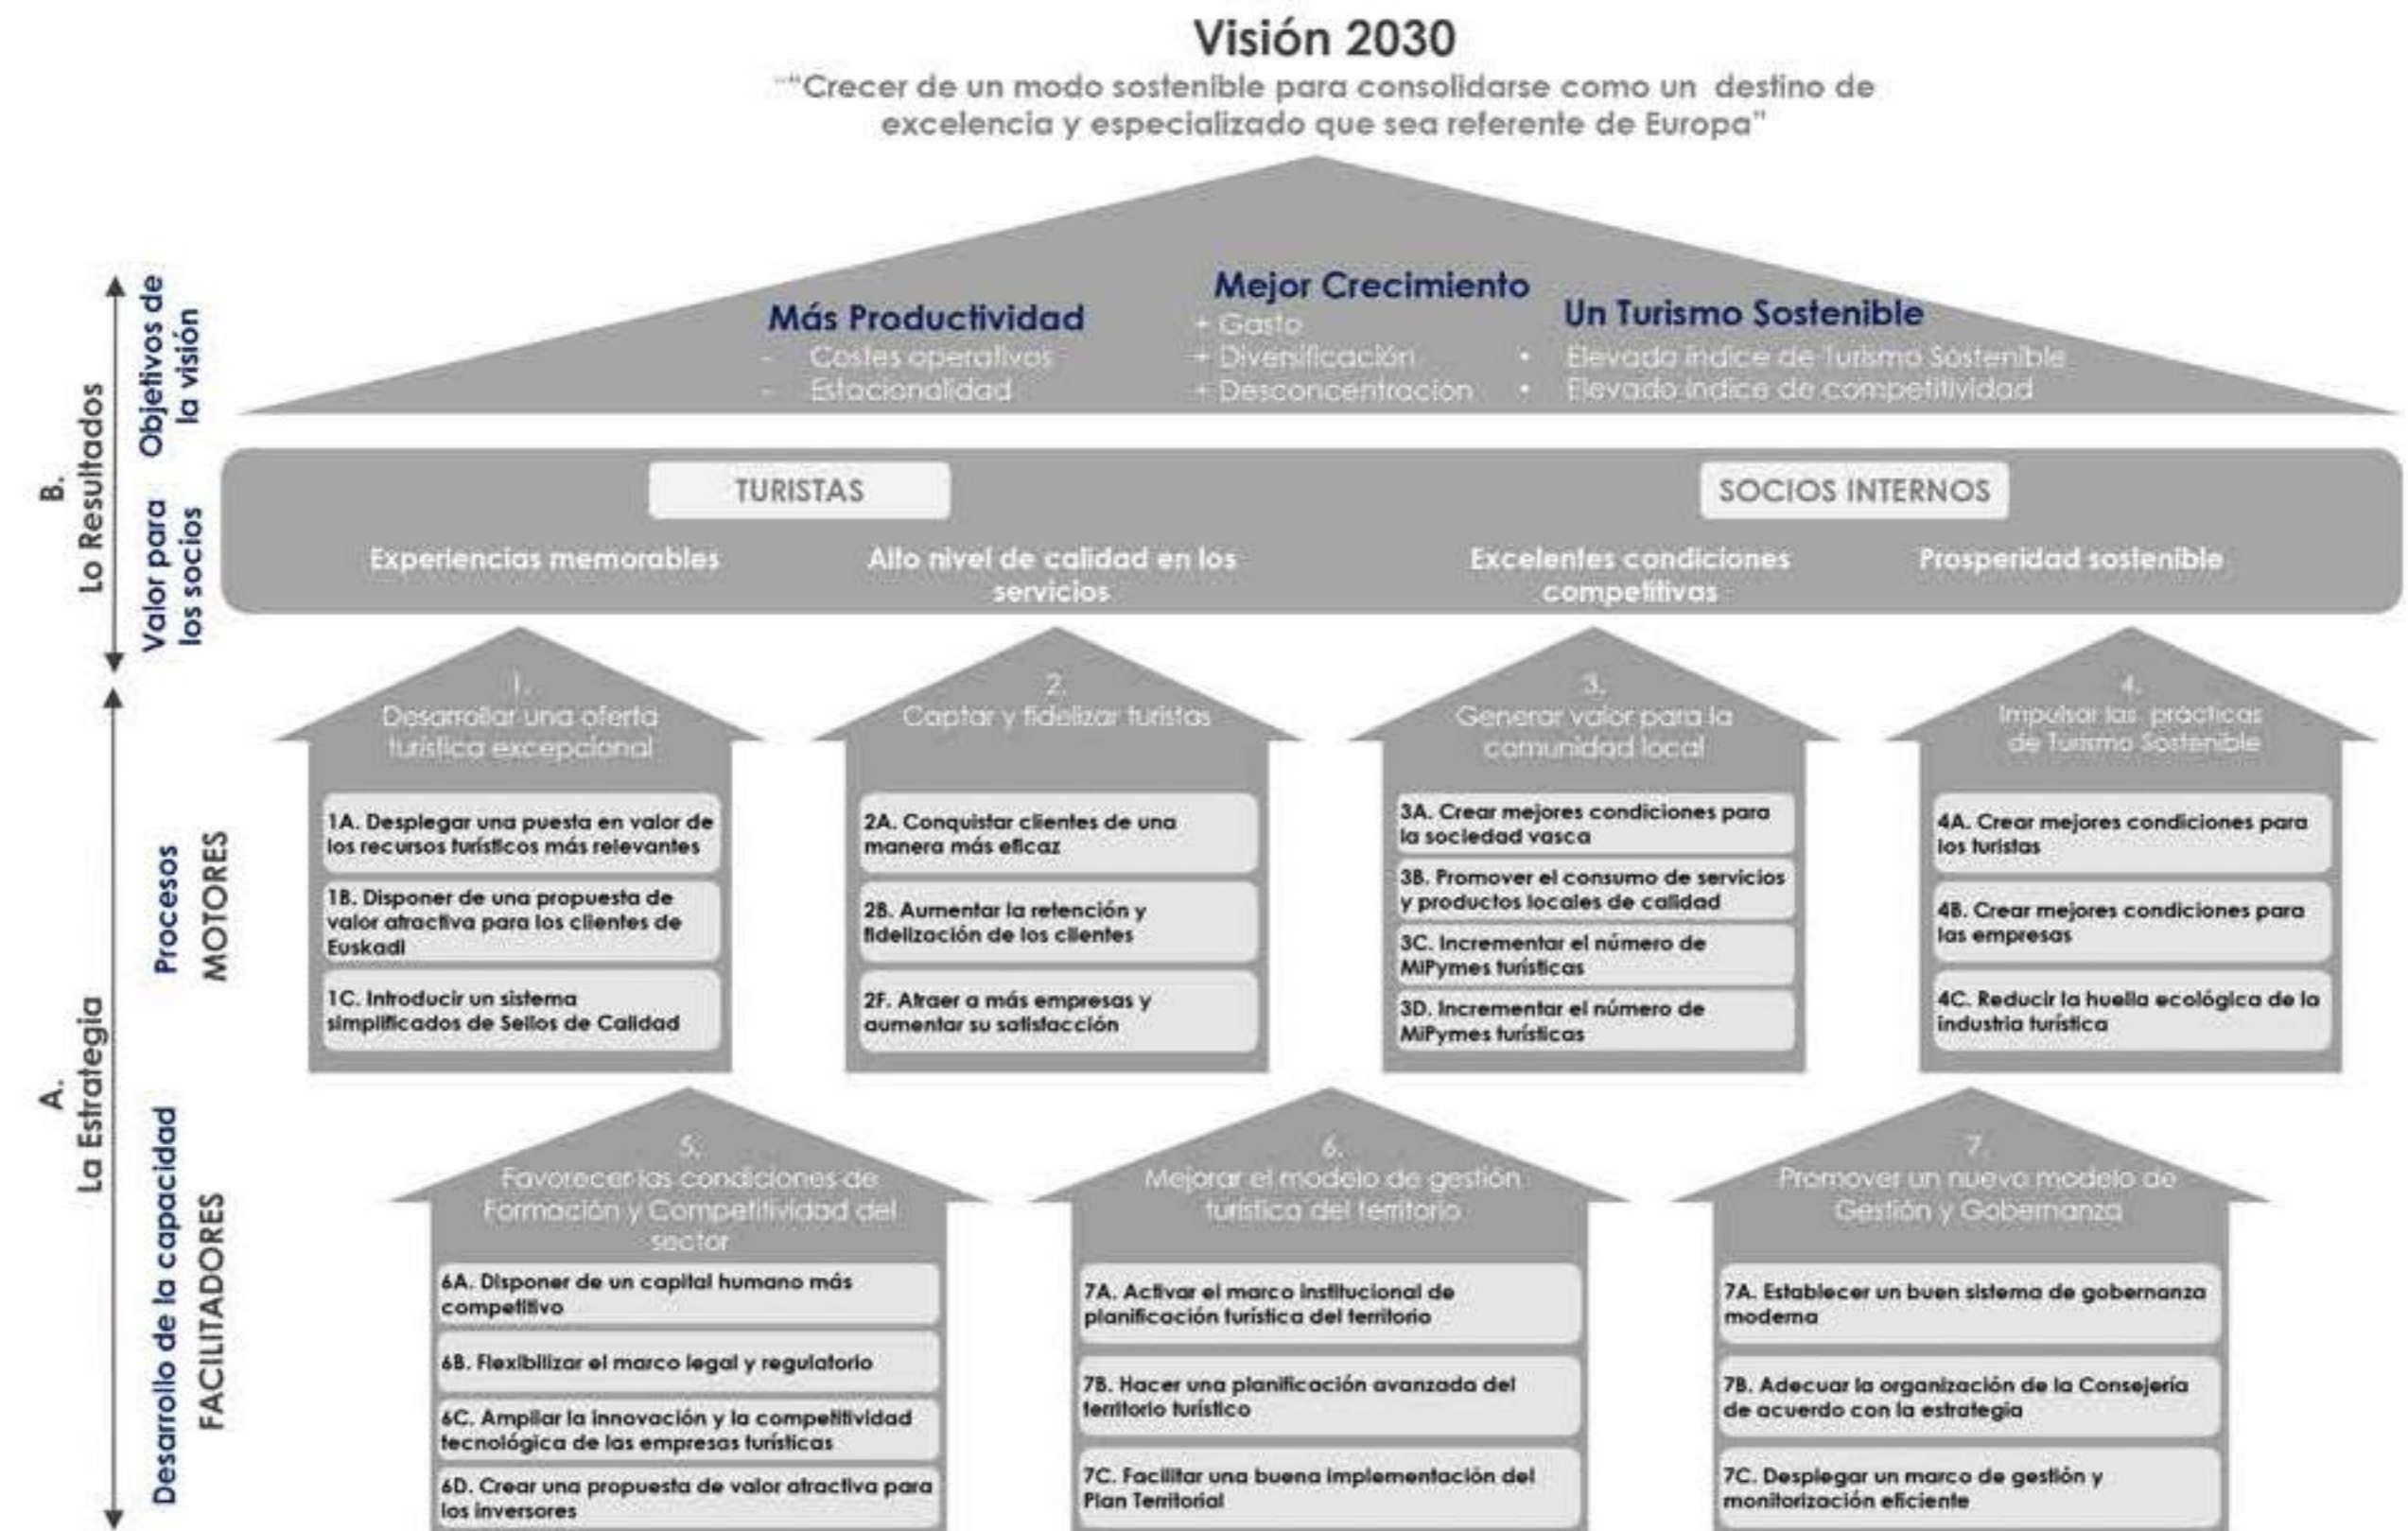 Visión 2030
""Crecer de un modo sostenible para consolidarse como un destino de
excelencia y especializado que sea referente de Europa"
B.
Lo Resultados
Objetivos de
la visión
Más Productividad
- Costes operativos
- Estacionalidad
Mejor Crecimiento
+ Gasto
+ Diversificación
+ Desconcentración
Un Turismo Sostenible
• Elevado índice de Turismo Sostenible
• Elevado índice de competitividad
Valor para
los socios
TURISTAS
Experiencias memorables
Alto nivel de calidad en los
servicios
SOCIOS INTERNOS
Excelentes condiciones
competitivas
Prosperidad sostenible
A.
La Estrategia
Procesos
MOTORES
1.
Desarrollar una oferta
turística excepcional
1A. Desplegar una puesta en valor de
los recursos turísticos más relevantes
1B. Disponer de una propuesta de
valor atractiva para los clientes de
Euskadi
1C. Introducir un sistema
simplificados de Sellos de Calidad
2.
Captar y fidelizar turistas
2A. Conquistar clientes de una
manera más eficaz
2B. Aumentar la retención y
fidelización de los clientes
2F. Atraer a más empresas y
aumentar su satisfacción
3.
Generar valor para la
comunidad local
3A. Crear mejores condiciones para
la sociedad vasca
3B. Promover el consumo de servicios
y productos locales de calidad
3C. Incrementar el número de
MiPymes turísticas
3D. Incrementar el número de
MiPymes turísticas
4.
Impulsar las prácticas
de Turismo Sostenible
4A. Crear mejores condiciones para
los turistas
4B. Crear mejores condiciones para
las empresas
4C. Reducir la huella ecológica de la
industria turística
Desarrollo de la capacidad
FACILITADORES
5.
Favorecer las condiciones de
Formación y Competitividad del
sector
6A. Disponer de un capital humano más
competitivo
6B. Flexibilizar el marco legal y regulatorio
6C. Ampliar la innovación y la competitividad
tecnológica de las empresas turísticas
6D. Crear una propuesta de valor atractiva para
los inversores
6.
Mejorar el modelo de gestión
turística del territorio
7A. Activar el marco institucional de
planificación turística del territorio
7B. Hacer una planificación avanzada del
territorio turístico
7C. Facilitar una buena implementación del
Plan Territorial
7.
Promover un nuevo modelo de
Gestión y Gobernanza
7A. Establecer un buen sistema de gobernanza
moderna
7B. Adecuar la organización de la Consejería
de acuerdo con la estrategia
7C. Desplegar un marco de gestión y
monitorización eficiente